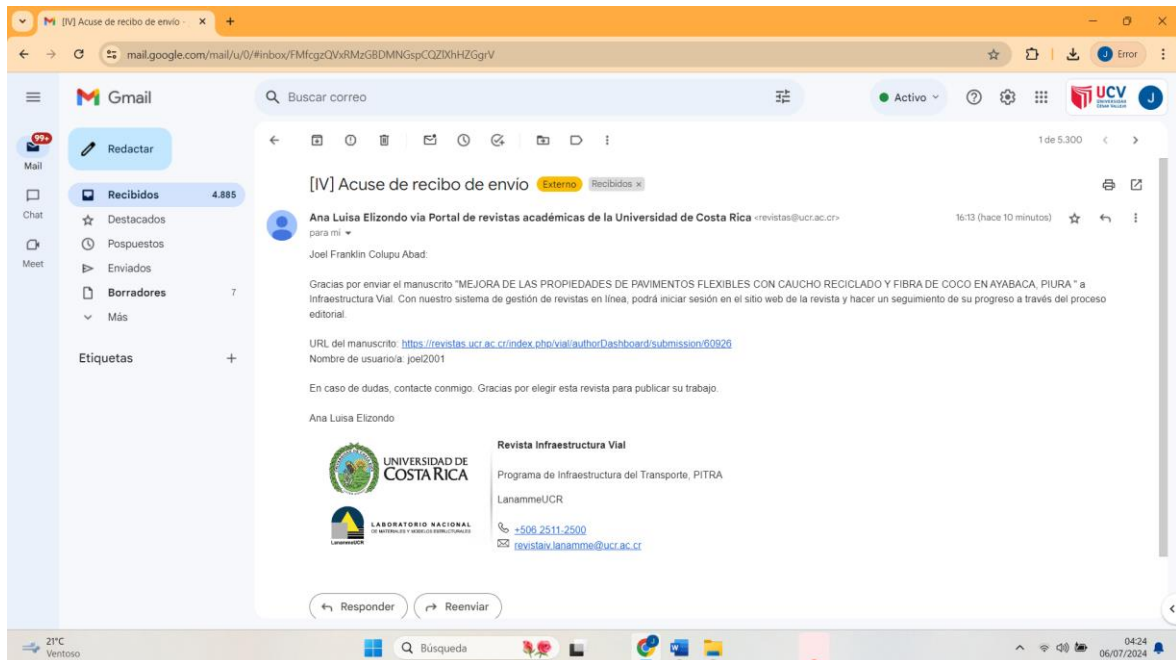 [IV] Acuse de recibo de envío -
mail.google.com/mail/u/0/#inbox/FMfcgzQVxRMzGBDMNGspCQZlXhHZGgrV
J Error
Gmail
Buscar correo
Activo
UCV
UNIVERSIDAD
CÉSAR VALLEJO
J
99+
Mail
Chat
Meet
Redactar
Recibidos 4.885
Destacados
Pospuestos
Enviados
Borradores 7
Más
Etiquetas
1 de 5.300
[IV] Acuse de recibo de envío Externo Recibidos x
Ana Luisa Elizondo via Portal de revistas académicas de la Universidad de Costa Rica <revistas@ucr.ac.cr> 16:13 (hace 10 minutos)
para mí
Joel Franklin Colupu Abad:
Gracias por enviar el manuscrito "MEJORA DE LAS PROPIEDADES DE PAVIMENTOS FLEXIBLES CON CAUCHO RECICLADO Y FIBRA DE COCO EN AYABACA, PIURA " a
Infraestructura Vial. Con nuestro sistema de gestión de revistas en línea, podrá iniciar sesión en el sitio web de la revista y hacer un seguimiento de su progreso a través del proceso
editorial.
URL del manuscrito: https://revistas.ucr.ac.cr/index.php/vial/authorDashboard/submission/60926
Nombre de usuario/a: joel2001
En caso de dudas, contacte conmigo. Gracias por elegir esta revista para publicar su trabajo.
Ana Luisa Elizondo
UNIVERSIDAD DE
COSTA RICA
LABORATORIO NACIONAL
DE MATERIALES Y MODELOS ESTRUCTURALES
LanammeUCR
Revista Infraestructura Vial
Programa de Infraestructura del Transporte, PITRA
LanammeUCR
+506 2511-2500
revistaiv.lanamme@ucr.ac.cr
Responder
Reenviar
21°C
Ventoso
Búsqueda
04:24
06/07/2024